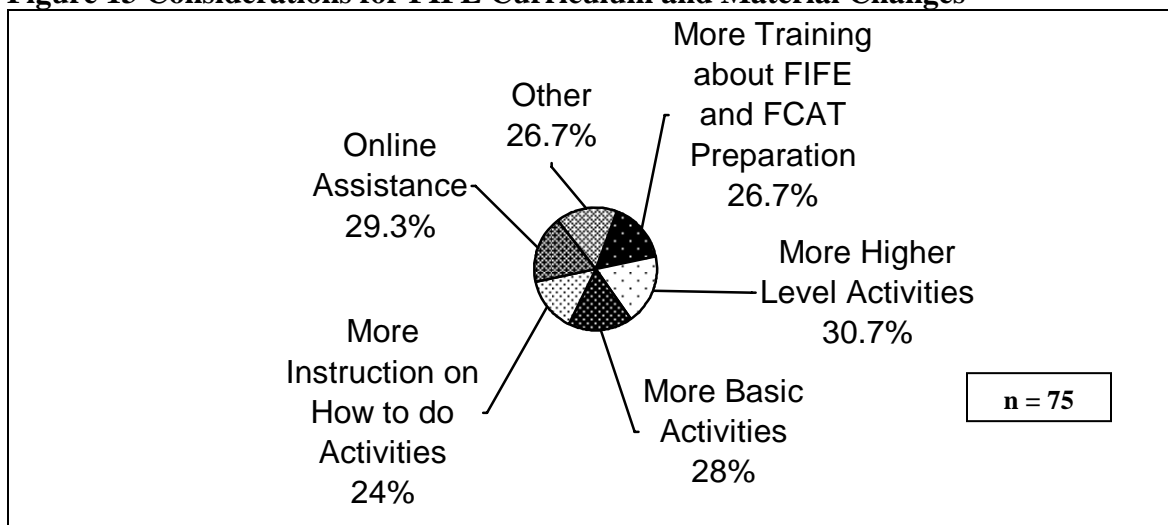 Figure Considerations for FIFE Curriculum and Material Changes
More Training
about FIFE
and FCAT
Preparation
26.7%
Other
26.7%
Online
Assistance
29.3%
More Higher
Level Activities
30.7%
More
Instruction on
How to do
Activities
24%
More Basic
Activities
28%
n = 75